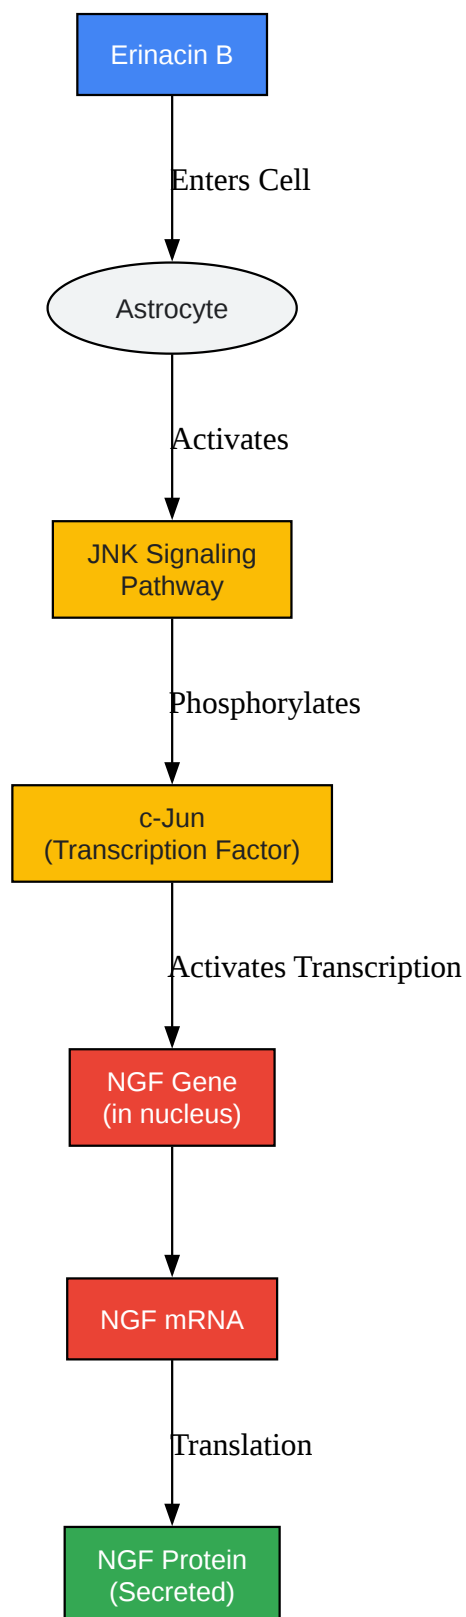 Erinacin B
Enters Cell
Astrocyte
Activates
JNK Signaling
Pathway
Phosphorylates
c-Jun
(Transcription Factor)
Activates Transcription
NGF Gene
(in nucleus)
NGF mRNA
Translation
NGF Protein
(Secreted)